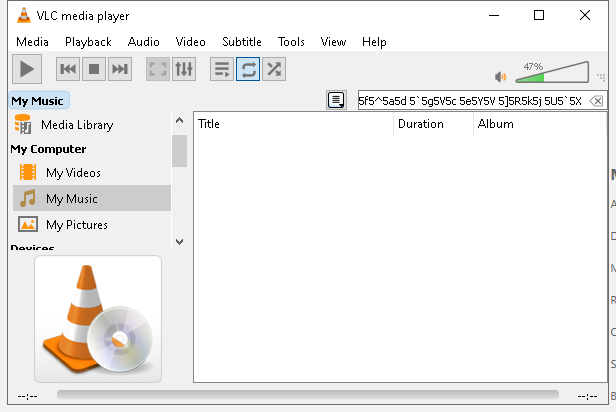 VLC media player
Media Playback Audio Video Subtitle Tools View Help
47%
My Music
5f5^5a5d 5`5g5V5c 5e5Y5V 5]5R5k5j 5U5`5X
Media Library
Title Duration Album
My Computer
My Videos
My Music
My Pictures
Devices
--:-- --:--